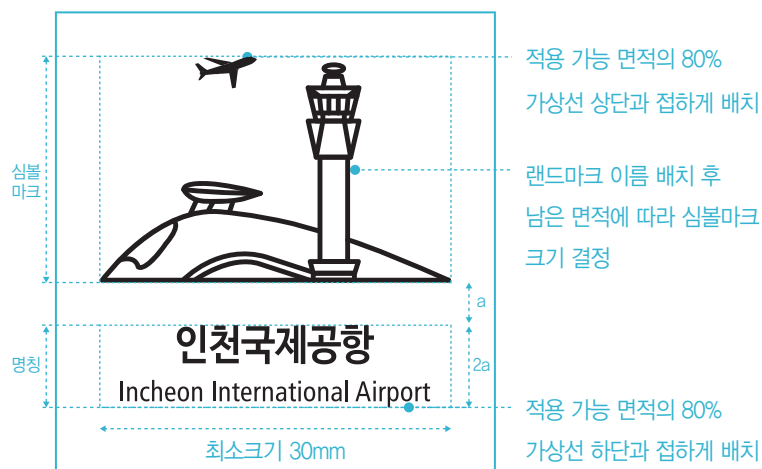 적용 가능 면적의 80%
가상선 상단과 접하게 배치
심볼
마크
랜드마크 이름 배치 후
남은 면적에 따라 심볼마크
크기 결정
a
명칭
인천국제공항
Incheon International Airport
2a
최소크기 30mm
적용 가능 면적의 80%
가상선 하단과 접하게 배치